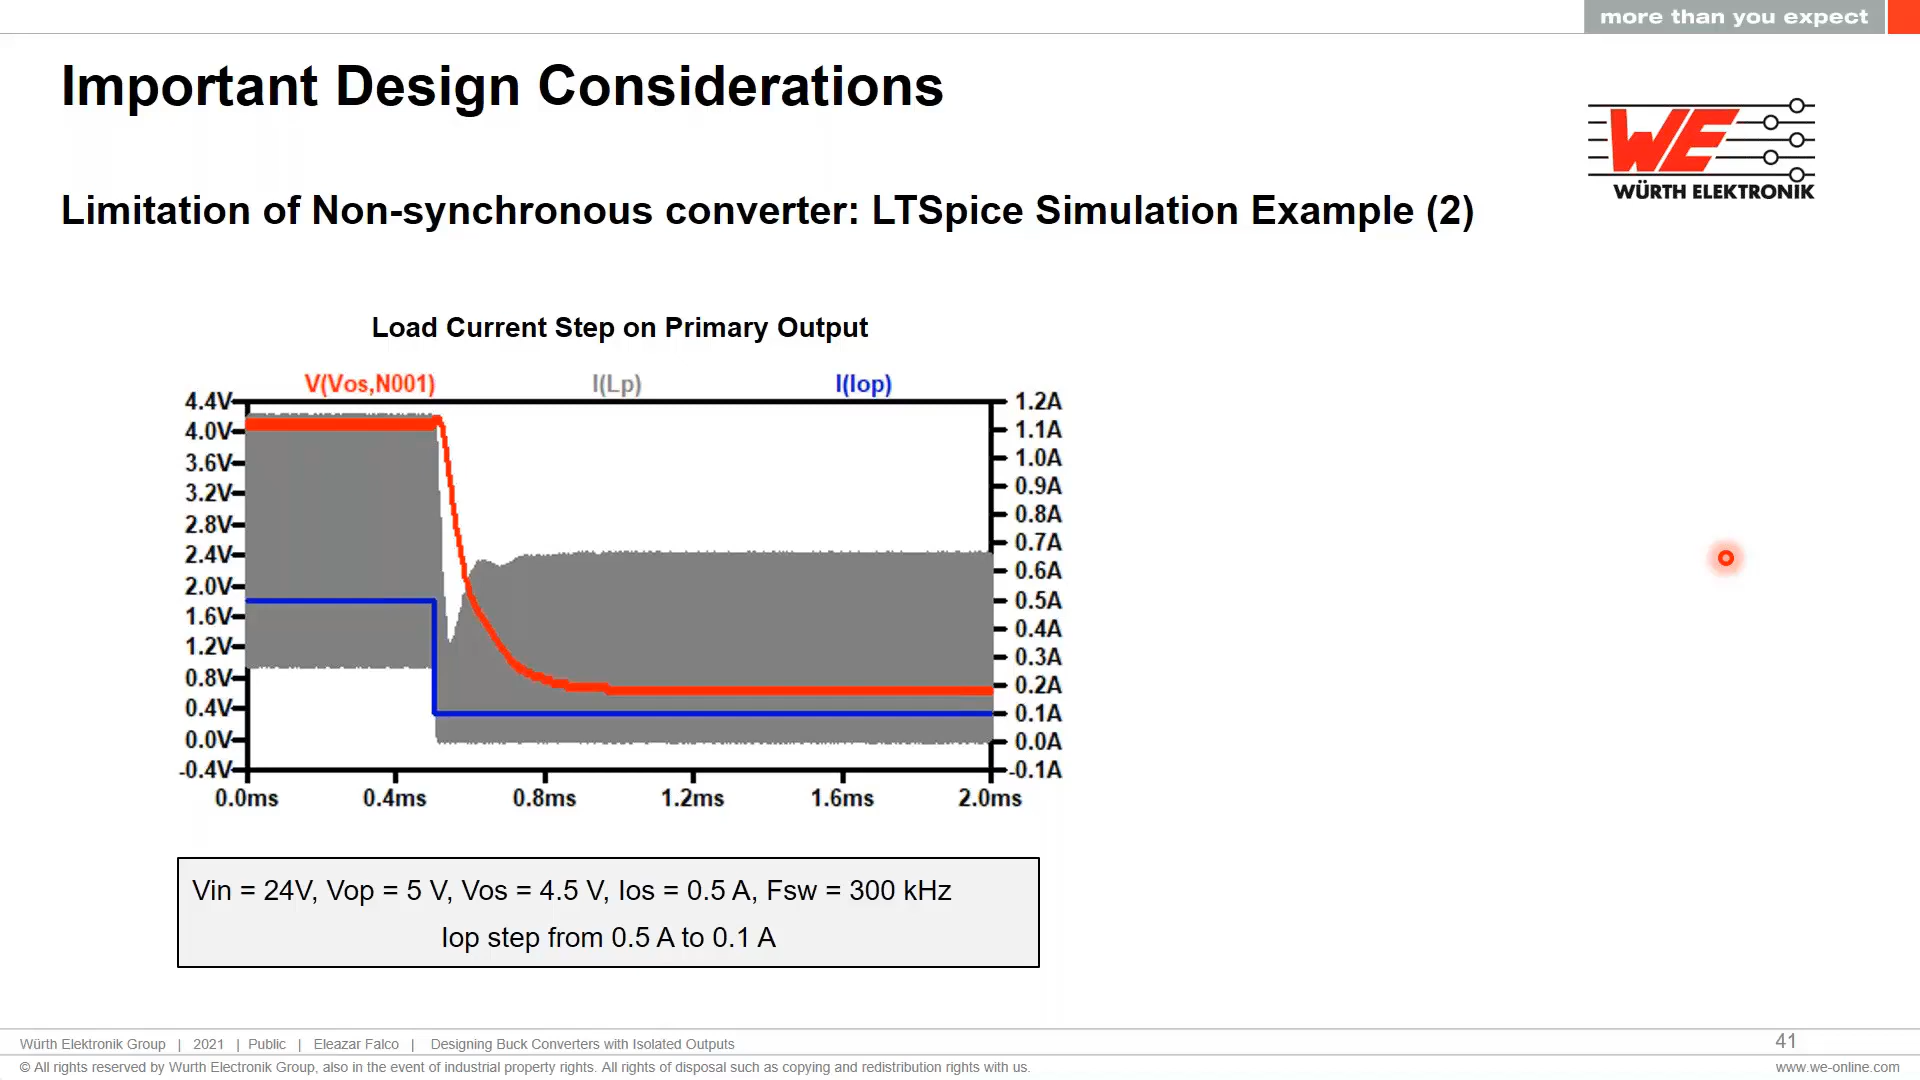 more than you expect
Important Design Considerations
WE
WÜRTH ELEKTRONIK
Limitation of Non-synchronous converter: LTSpice Simulation Example (2)
Load Current Step on Primary Output
V(Vos,N001) I(Lp) I(Iop)
4.4V 1.2A
4.0V 1.1A
3.6V 1.0A
3.2V 0.9A
2.8V 0.8A
2.4V 0.7A
2.0V 0.6A
1.6V 0.5A
1.2V 0.4A
0.8V 0.3A
0.4V 0.2A
0.0V 0.1A
-0.4V 0.0A
-0.1A
0.0ms 0.4ms 0.8ms 1.2ms 1.6ms 2.0ms
Vin = 24V, Vop = 5 V, Vos = 4.5 V, Ios = 0.5 A, Fsw = 300 kHz
Iop step from 0.5 A to 0.1 A
Würth Elektronik Group | 2021 | Public | Eleazar Falco | Designing Buck Converters with Isolated Outputs 41
© All rights reserved by Wurth Electronik Group, also in the event of industrial property rights. All rights of disposal such as copying and redistribution rights with us. www.we-online.com